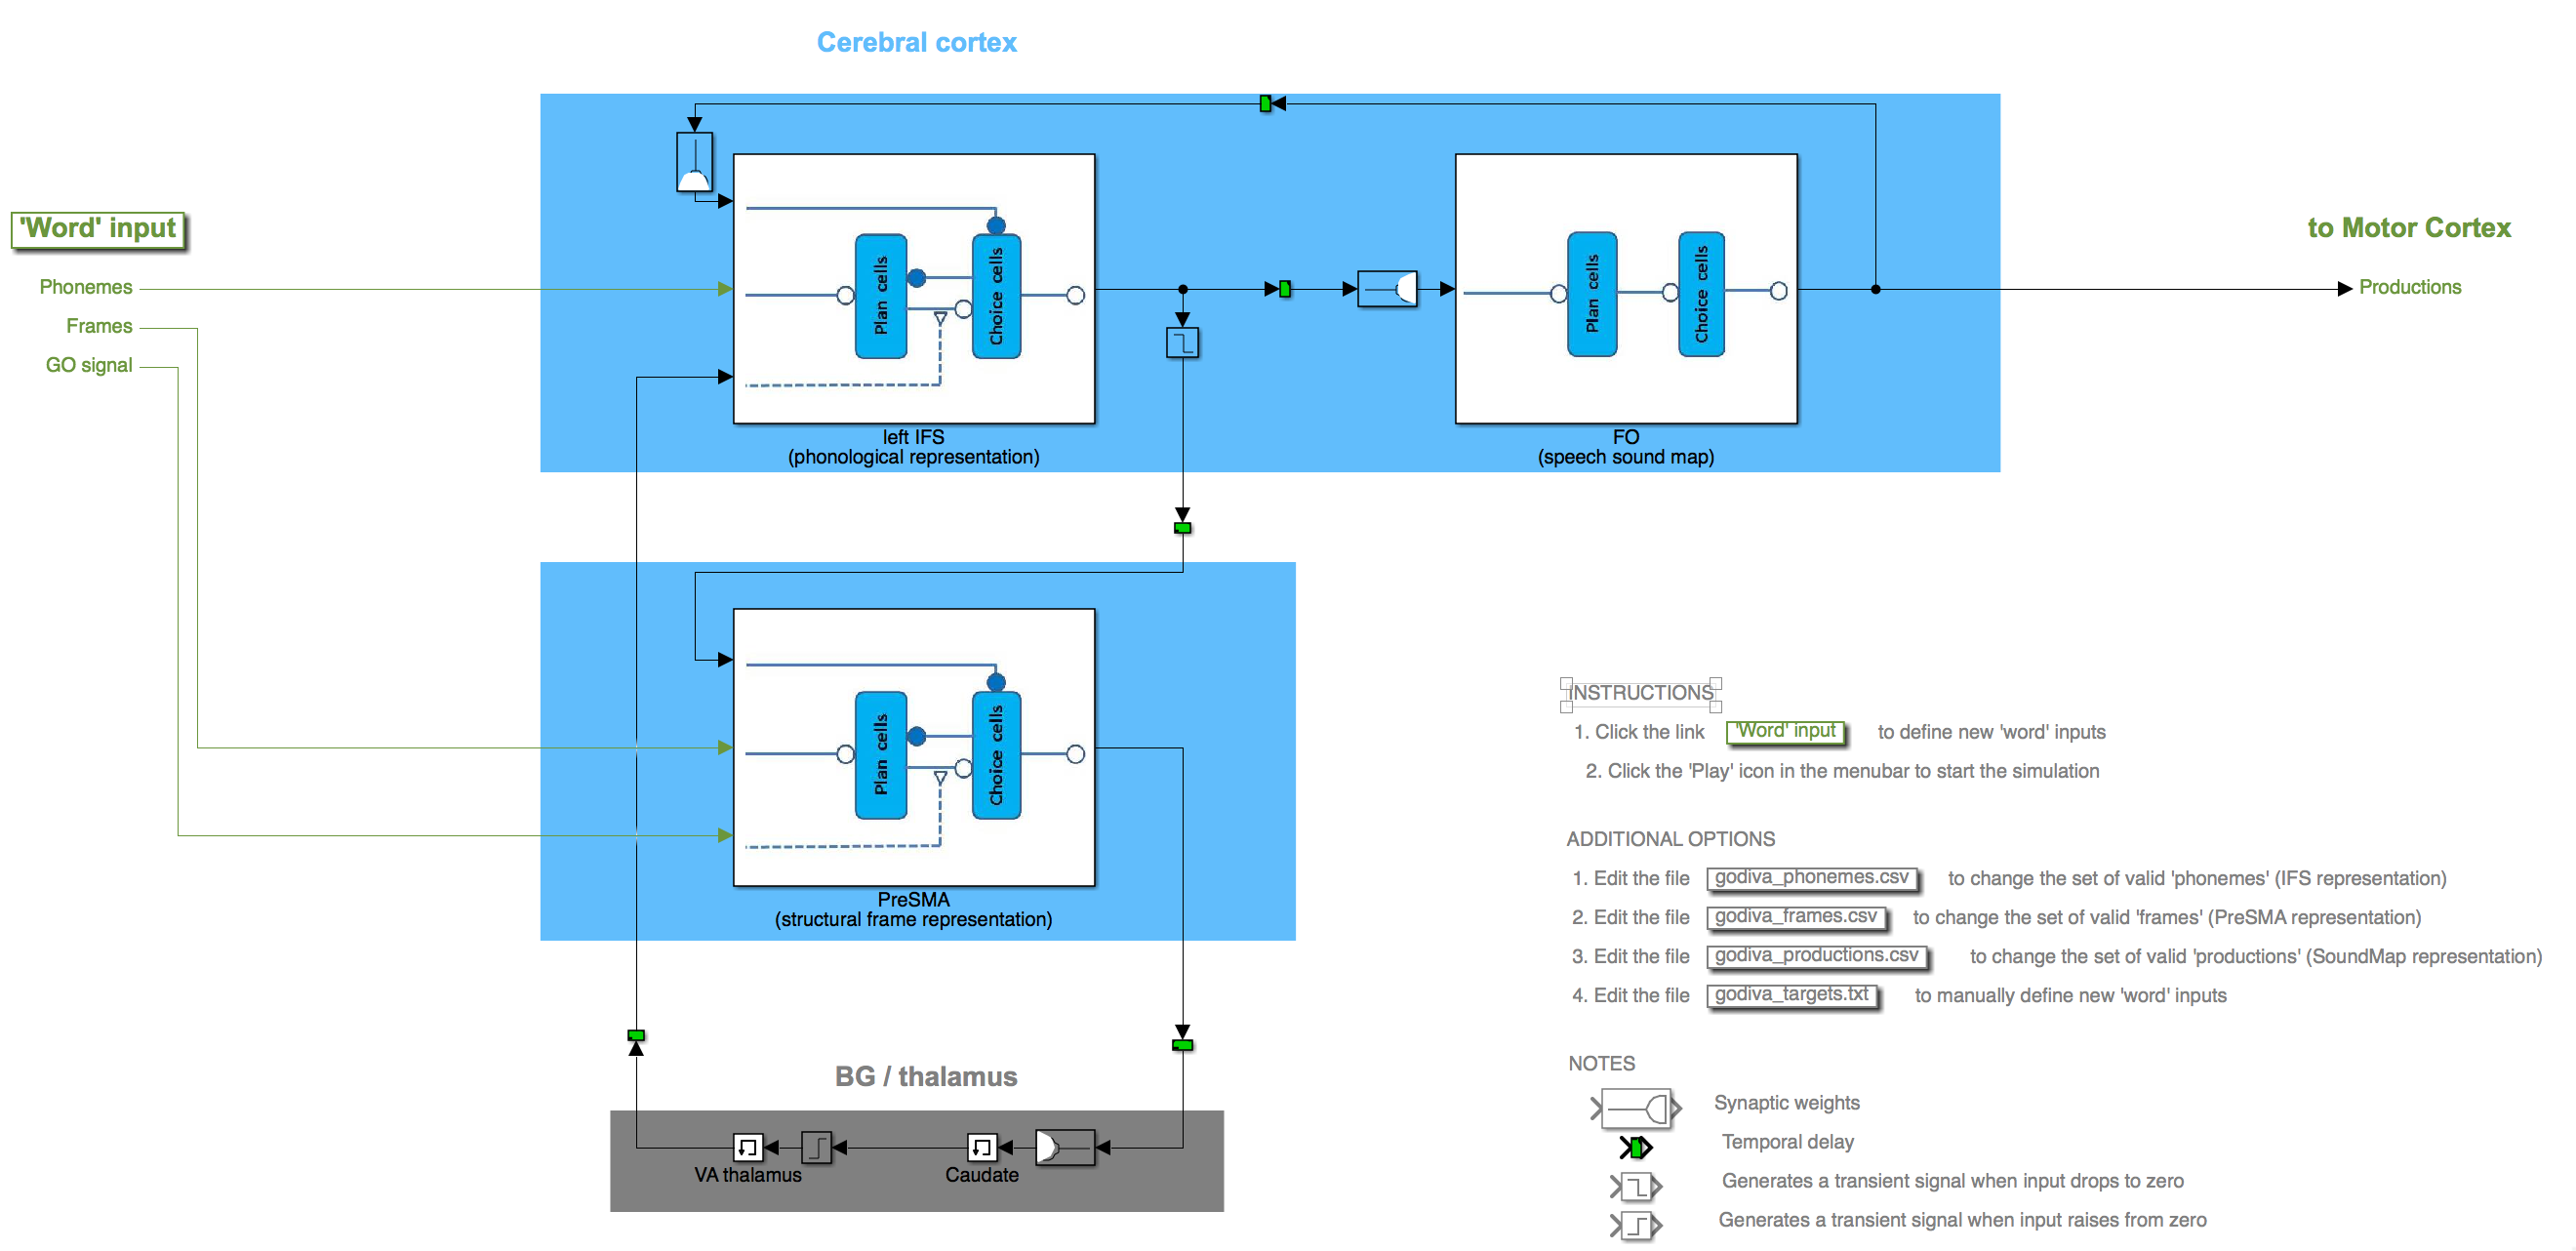 Cerebral cortex
'Word' input
Phonemes
Frames
GO signal
Plan cells
Choice cells
left IFS
(phonological representation)
Plan cells
Choice cells
FO
(speech sound map)
to Motor Cortex
Productions
Plan cells
Choice cells
PreSMA
(structural frame representation)
BG / thalamus
VA thalamus
Caudate
INSTRUCTIONS
1. Click the link 'Word' input to define new 'word' inputs
2. Click the 'Play' icon in the menubar to start the simulation
ADDITIONAL OPTIONS
1. Edit the file godiva_phonemes.csv to change the set of valid 'phonemes' (IFS representation)
2. Edit the file godiva_frames.csv to change the set of valid 'frames' (PreSMA representation)
3. Edit the file godiva_productions.csv to change the set of valid 'productions' (SoundMap representation)
4. Edit the file godiva_targets.txt to manually define new 'word' inputs
NOTES
Synaptic weights
Temporal delay
Generates a transient signal when input drops to zero
Generates a transient signal when input raises from zero